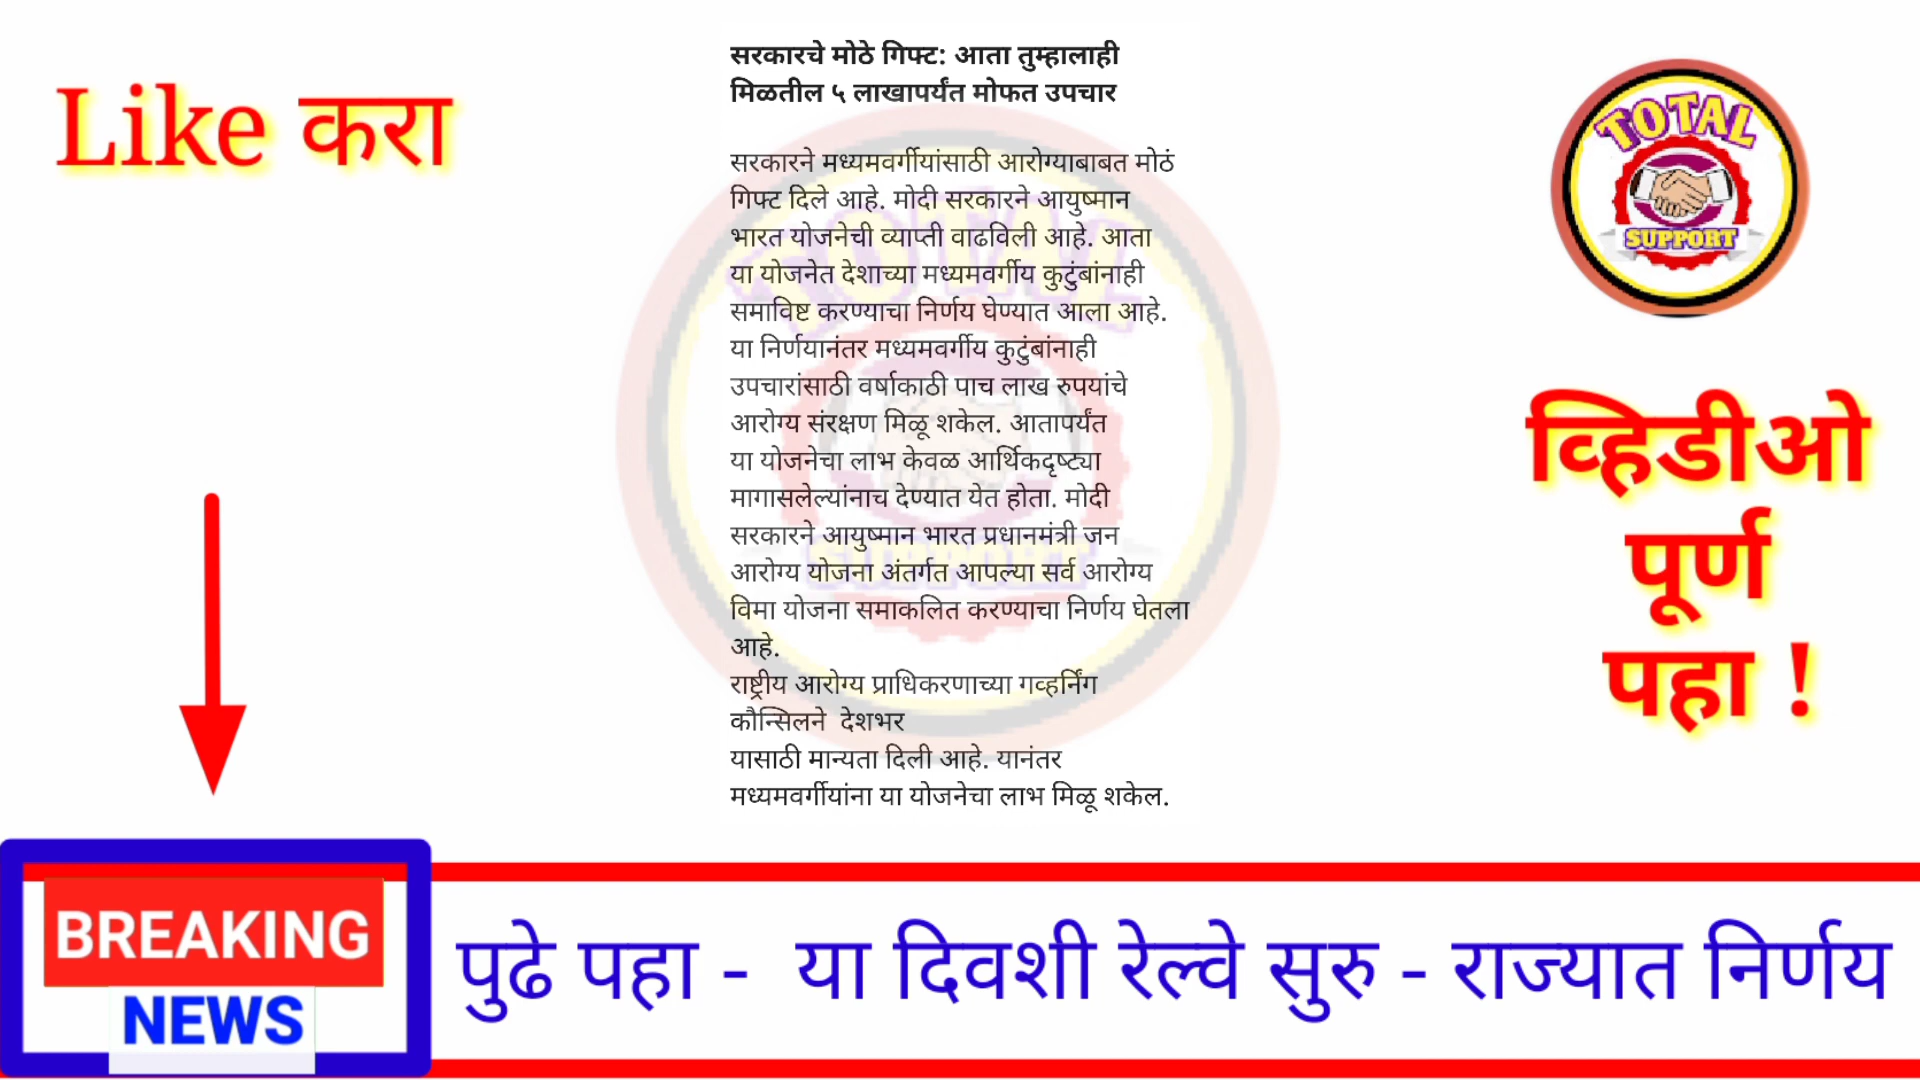 Like करा
सरकारचे मोठे गिफ्ट: आता तुम्हालाही
मिळतील ५ लाखापर्यंत मोफत उपचार
सरकारने मध्यमवर्गीयांसाठी आरोग्याबाबत मोठं
गिफ्ट दिले आहे. मोदी सरकारने आयुष्मान
भारत योजनेची व्याप्ती वाढविली आहे. आता
या योजनेत देशाच्या मध्यमवर्गीय कुटुंबांनाही
समाविष्ट करण्याचा निर्णय घेण्यात आला आहे.
या निर्णयानंतर मध्यमवर्गीय कुटुंबांनाही
उपचारांसाठी वर्षाकाठी पाच लाख रुपयांचे
आरोग्य संरक्षण मिळू शकेल. आतापर्यंत
या योजनेचा लाभ केवळ आर्थिकदृष्ट्या
मागासलेल्यांनाच देण्यात येत होता. मोदी
सरकारने आयुष्मान भारत प्रधानमंत्री जन
आरोग्य योजना अंतर्गत आपल्या सर्व आरोग्य
विमा योजना समाकलित करण्याचा निर्णय घेतला
आहे.
राष्ट्रीय आरोग्य प्राधिकरणाच्या गव्हर्निंग
कौन्सिलने देशभर
यासाठी मान्यता दिली आहे. यानंतर
मध्यमवर्गीयांना या योजनेचा लाभ मिळू शकेल.
TOTAL
SUPPORT
TOTAL
SUPPORT
व्हिडीओ
पूर्ण
पहा !
BREAKING
NEWS
पुढे पहा - या दिवशी रेल्वे सुरु - राज्यात निर्णय